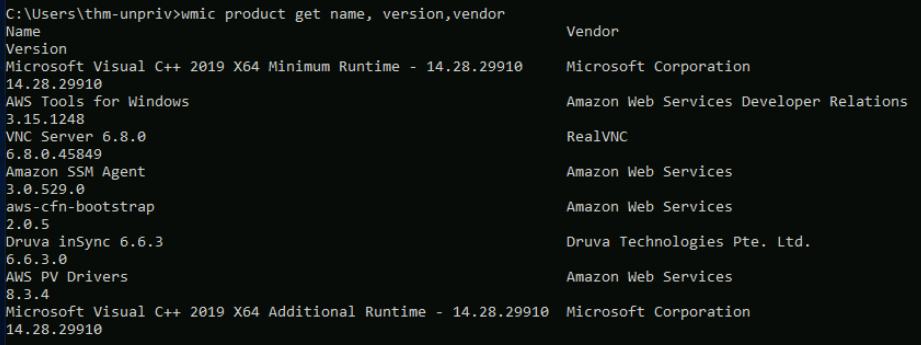 C:\Users\thm-unpriv>wmic product get name, version,vendor
Name Vendor
Version
Microsoft Visual C++ 2019 X64 Minimum Runtime - 14.28.29910 Microsoft Corporation
14.28.29910
AWS Tools for Windows Amazon Web Services Developer Relations
3.15.1248
VNC Server 6.8.0 RealVNC
6.8.0.45849
Amazon SSM Agent Amazon Web Services
3.0.529.0
aws-cfn-bootstrap Amazon Web Services
2.0.5
Druva inSync 6.6.3 Druva Technologies Pte. Ltd.
6.6.3.0
AWS PV Drivers Amazon Web Services
8.3.4
Microsoft Visual C++ 2019 X64 Additional Runtime - 14.28.29910 Microsoft Corporation
14.28.29910